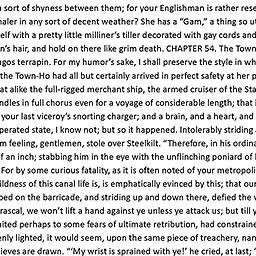 sort of shyness between them; for your Englishman is rather rese
haler in any sort of decent weather? She has a "Gam," a thing so ut
elf with a pretty little milliner's tiller decorated with gay cords and
n's hair, and hold on there like grim death. CHAPTER 54. The Town
gos terrapin. For my humor's sake, I shall preserve the style in wh
the Town-Ho had all but certainly arrived in perfect safety at her p
at alike the full-rigged merchant ship, the armed cruiser of the Sta
ndles in full chorus even for a voyage of considerable length; that i
your last viceroy's snorting charger; and a brain, and a heart, and
perated state, I know not; but so it happened. Intolerably striding a
m feeling, gentlemen, stole over Steelkilt. "Therefore, in his ordina
f an inch; stabbing him in the eye with the unflinching poniard of l
For by some curious fatality, as it is often noted of your metropoli
ildness of this canal life is, is emphatically evinced by this; that our
ped on the barricade, and striding up and down there, defied the v
rascal, we won't lift a hand against ye unless ye attack us; but till y
nited perhaps to some fears of ultimate retribution, had constraine
enly lighted, it would seem, upon the same piece of treachery, nan
ieves are drawn. "'My wrist is sprained with ye!' he cried, at last; "